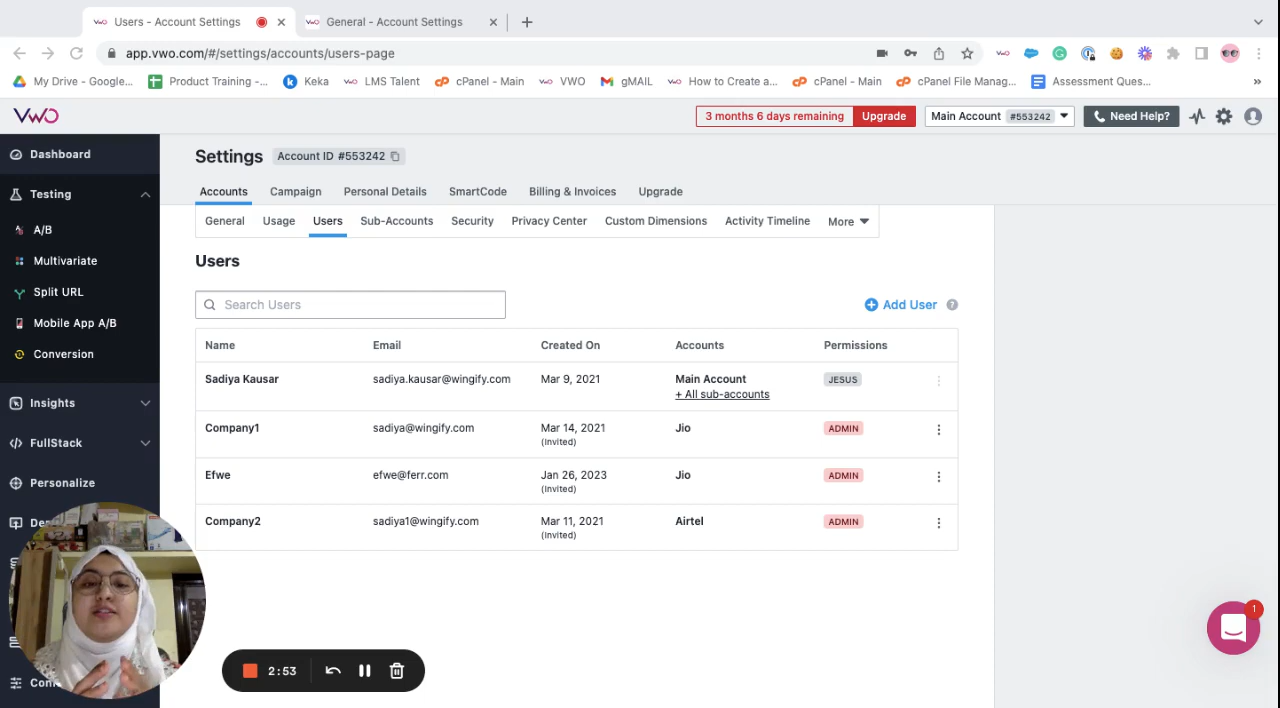 Users - Account Settings
General - Account Settings
app.vwo.com/#/settings/accounts/users-page
My Drive - Google...
Product Training -...
Keka
LMS Talent
cPanel - Main
VWO
gMAIL
How to Create a...
cPanel - Main
cPanel File Manag...
Assessment Ques...
»
VWO
3 months 6 days remaining
Upgrade
Main Account #553242
Need Help?
Dashboard
Testing
A/B
Multivariate
Split URL
Mobile App A/B
Conversion
Insights
FullStack
Personalize
Settings
Account ID #553242
Accounts
Campaign
Personal Details
SmartCode
Billing & Invoices
Upgrade
General
Usage
Users
Sub-Accounts
Security
Privacy Center
Custom Dimensions
Activity Timeline
More
Users
Search Users
Add User
Name Email Created On Accounts Permissions
Sadiya Kausar sadiya.kausar@wingify.com Mar 9, 2021 Main Account JESUS
+ All sub-accounts
Company1 sadiya@wingify.com Mar 14, 2021 Jio ADMIN
(Invited)
Efwe efwe@ferr.com Jan 26, 2023 Jio ADMIN
(Invited)
Company2 sadiya1@wingify.com Mar 11, 2021 Airtel ADMIN
(Invited)
2:53
1